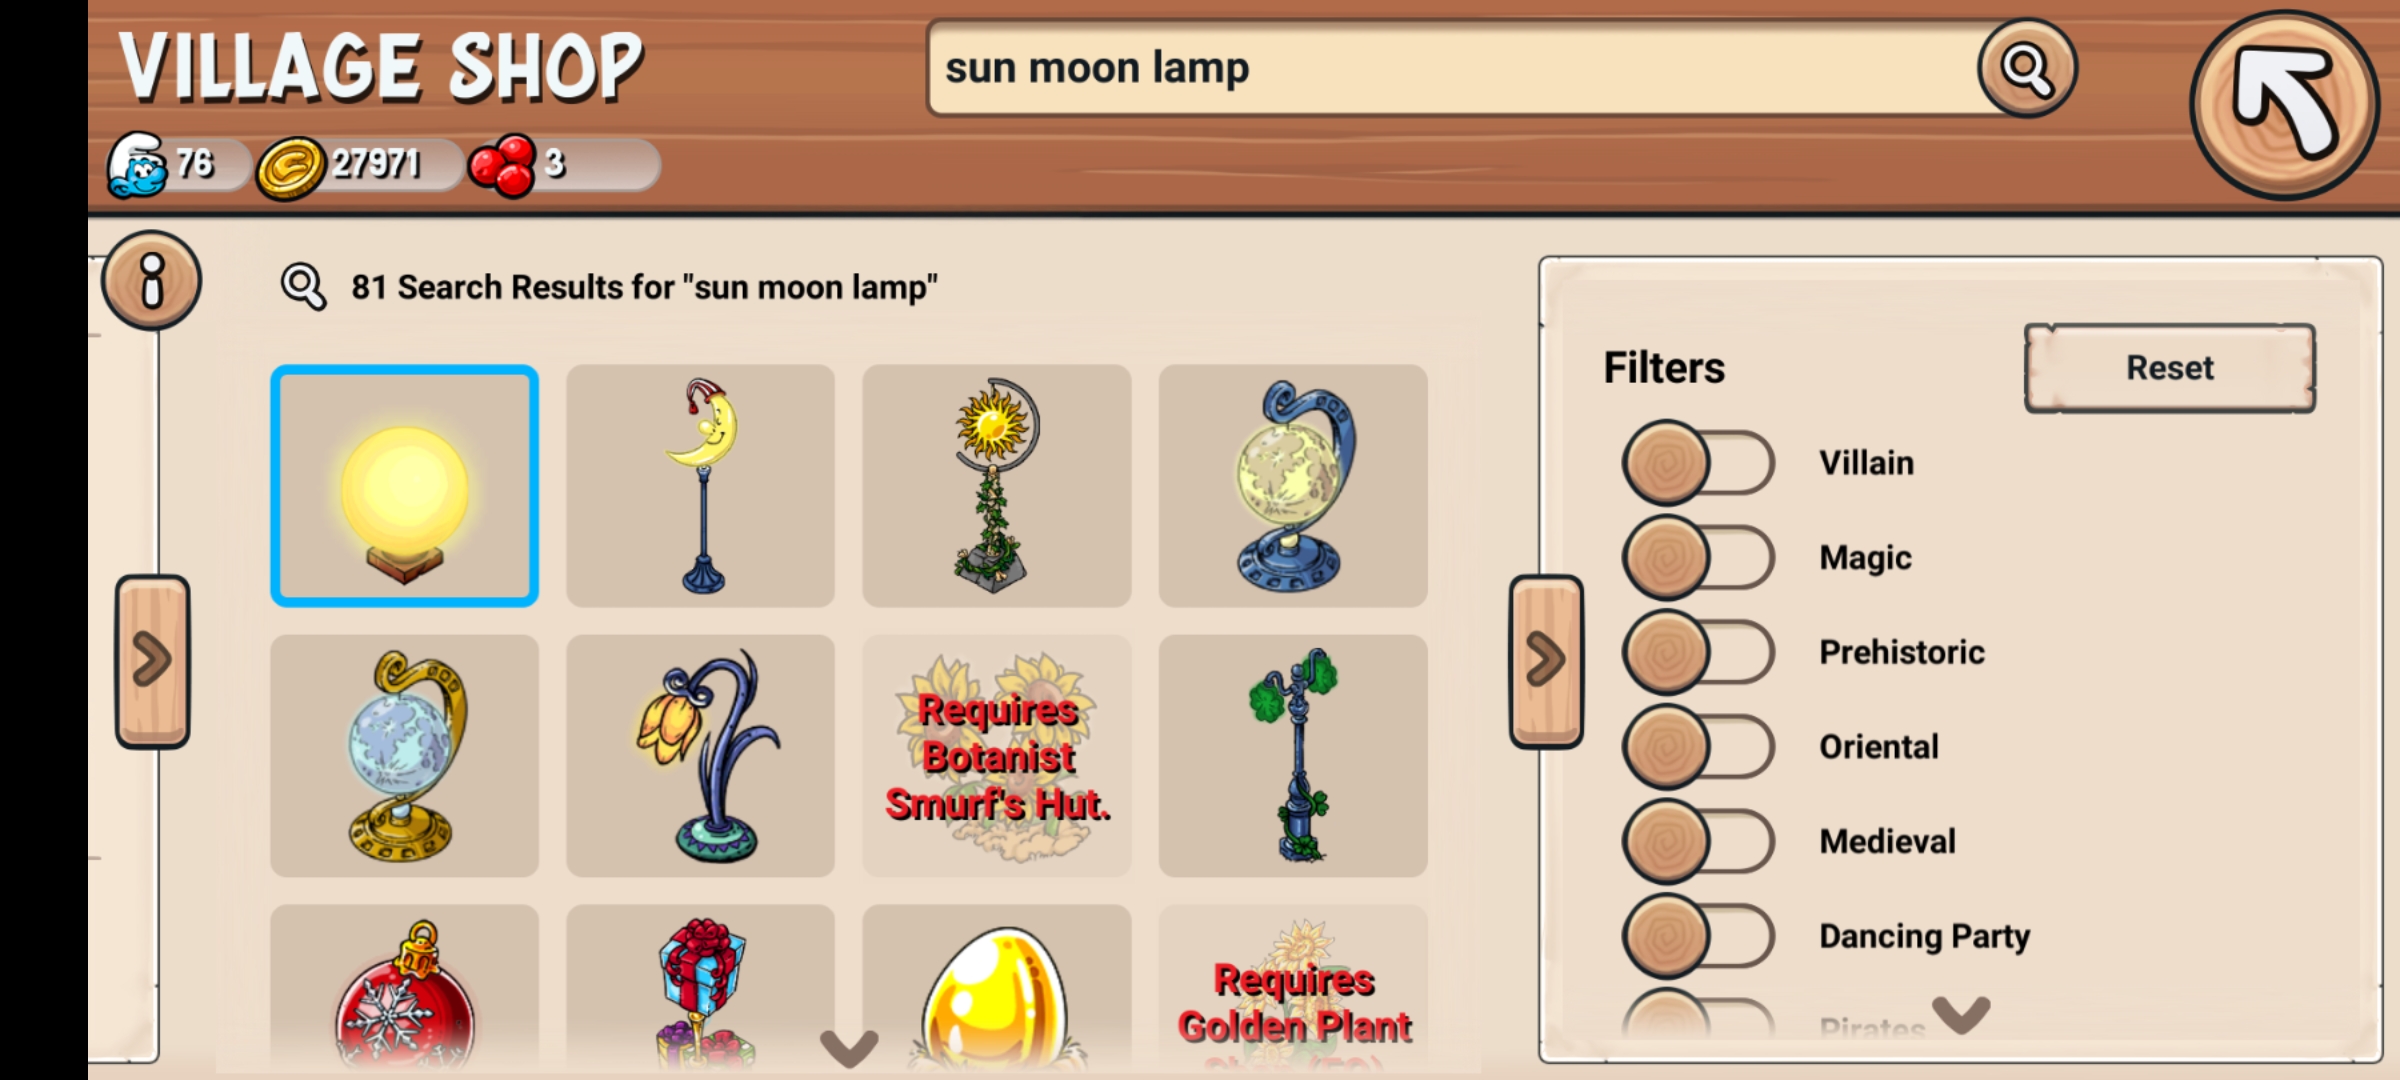 VILLAGE SHOP
sun moon lamp
76
27971
3
81 Search Results for "sun moon lamp"
Filters
Reset
Villain
Magic
Prehistoric
Oriental
Medieval
Dancing Party
Pirates
Requires
Botanist
Smurf's Hut.
Requires
Golden Plant